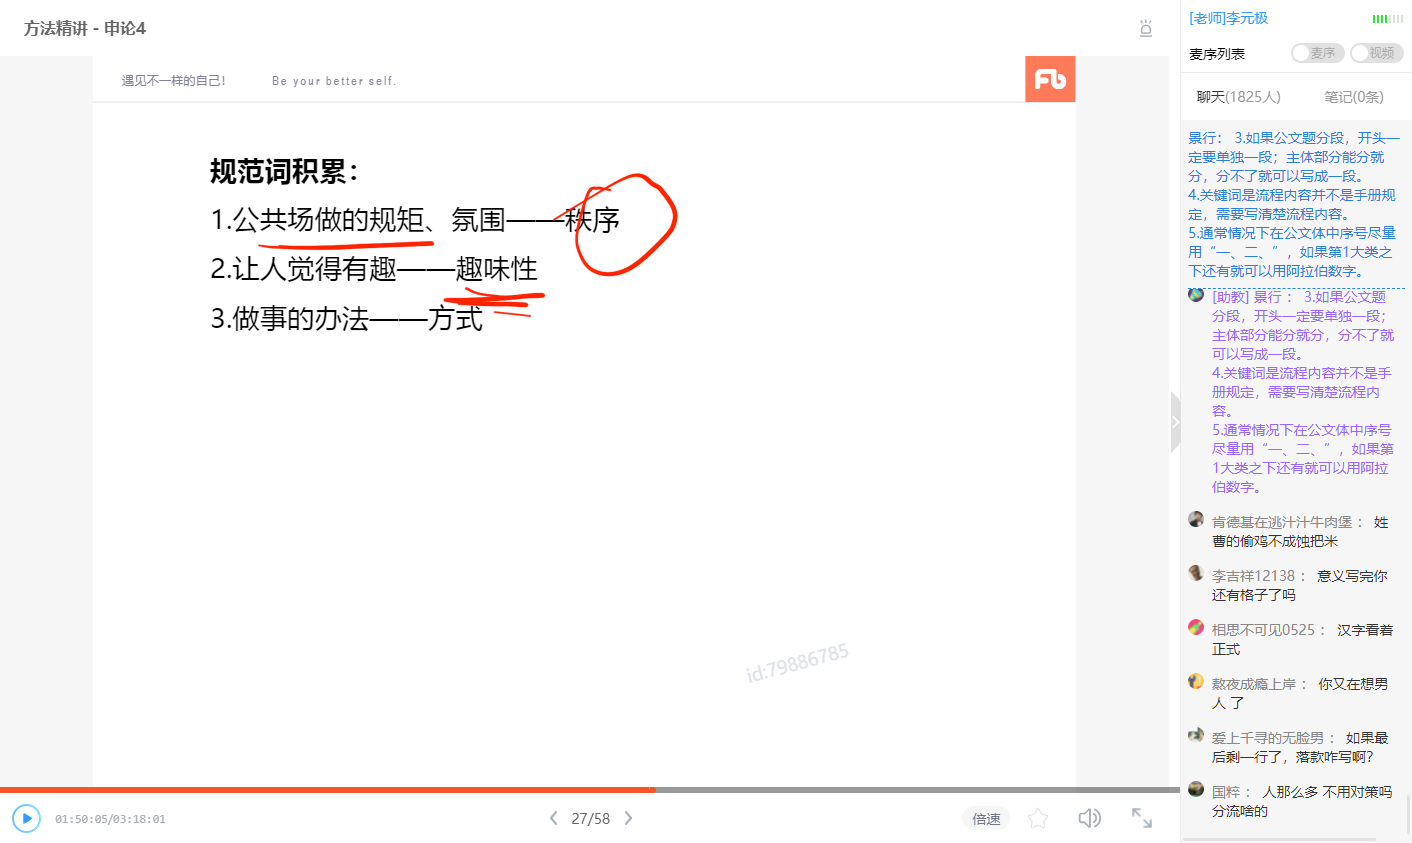 方法精讲 - 申论4
遇见不一样的自己!
Be your better self.
Fb
规范词积累：
1.公共场做的规矩、氛围——秩序
2.让人觉得有趣——趣味性
3.做事的办法——方式
id:79886785
01:50:05/03:18:01
27/58
倍速
[老师]李元极
麦序列表
麦序
视频
聊天(1825人)
笔记(0条)
景行： 3.如果公文题分段，开头一
定要单独一段；主体部分能分就
分，分不了就可以写成一段。
4.关键词是流程内容并不是手册规
定，需要写清楚流程内容。
5.通常情况下在公文体中序号尽量
用“一、二、”，如果第1大类之
下还有就可以用阿拉伯数字。
[助教] 景行： 3.如果公文题
分段，开头一定要单独一段；
主体部分能分就分，分不了就
可以写成一段。
4.关键词是流程内容并不是手
册规定，需要写清楚流程内
容。
5.通常情况下在公文体中序号
尽量用“一、二、”，如果第
1大类之下还有就可以用阿拉
伯数字。
肯德基在逃汁汁牛肉堡： 姓
曹的偷鸡不成蚀把米
李吉祥12138： 意义写完你
还有格子了吗
相思不可见0525： 汉字看着
正式
熬夜成瘾上岸： 你又在想男
人 了
爱上千寻的无脸男： 如果最
后剩一行了，落款咋写啊?
国粹： 人那么多 不用对策吗
分流啥的